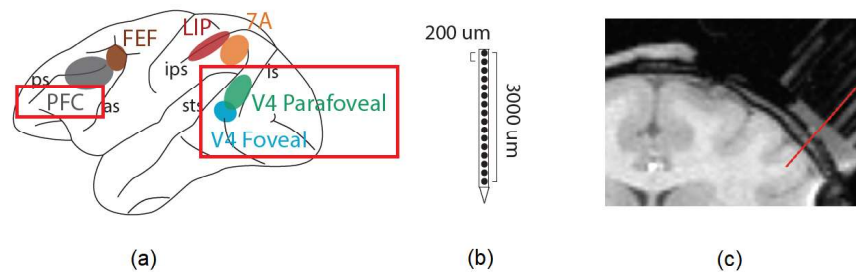 7A
LIP
FEF
ips
ls
ps
PFC
as
sts
V4 Parafoveal
V4 Foveal
200 um
3000 um
(a)
(b)
(c)